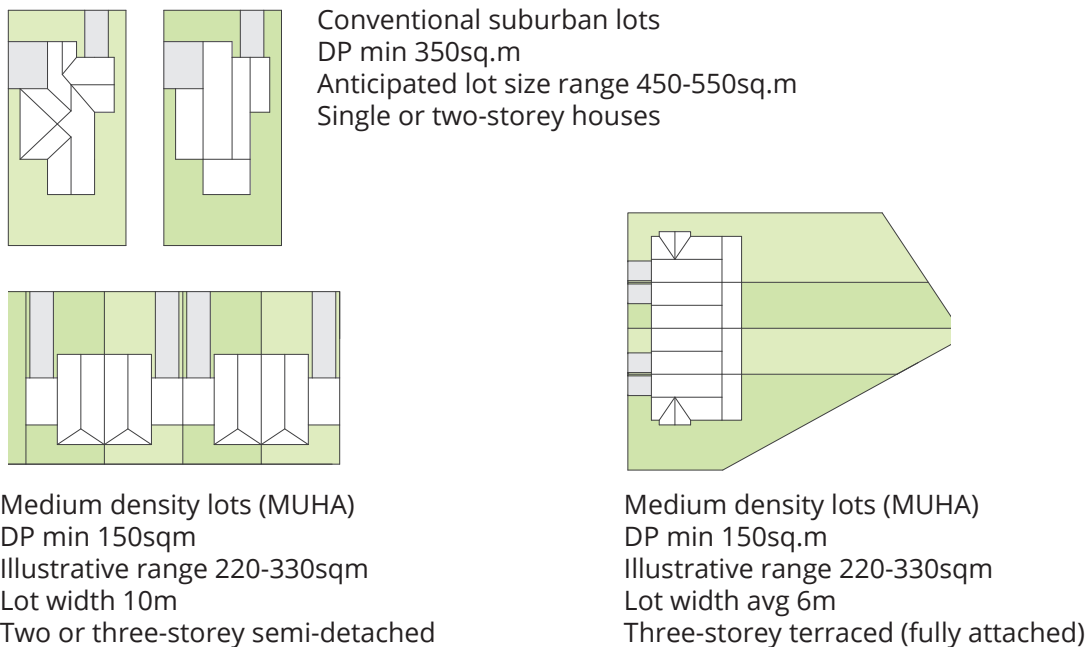 Conventional suburban lots
DP min 350sq.m
Anticipated lot size range 450-550sq.m
Single or two-storey houses
Medium density lots (MUHA)
DP min 150sqm
Illustrative range 220-330sqm
Lot width 10m
Two or three-storey semi-detached
Medium density lots (MUHA)
DP min 150sq.m
Illustrative range 220-330sqm
Lot width avg 6m
Three-storey terraced (fully attached)